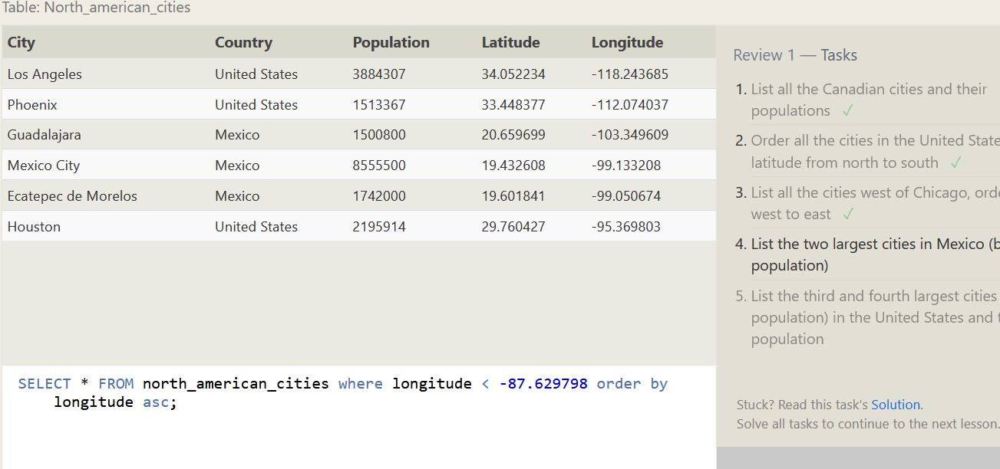 Table: North_american_cities
City Country Population Latitude Longitude
Los Angeles United States 3884307 34.052234 -118.243685
Phoenix United States 1513367 33.448377 -112.074037
Guadalajara Mexico 1500800 20.659699 -103.349609
Mexico City Mexico 8555500 19.432608 -99.133208
Ecatepec de Morelos Mexico 1742000 19.601841 -99.050674
Houston United States 2195914 29.760427 -95.369803
SELECT * FROM north_american_cities where longitude < -87.629798 order by
longitude asc;
Review 1 — Tasks
1. List all the Canadian cities and their
populations ✓
2. Order all the cities in the United State
latitude from north to south ✓
3. List all the cities west of Chicago, orde
west to east ✓
4. List the two largest cities in Mexico (b
population)
5. List the third and fourth largest cities
population) in the United States and t
population
Stuck? Read this task's Solution.
Solve all tasks to continue to the next lesson.